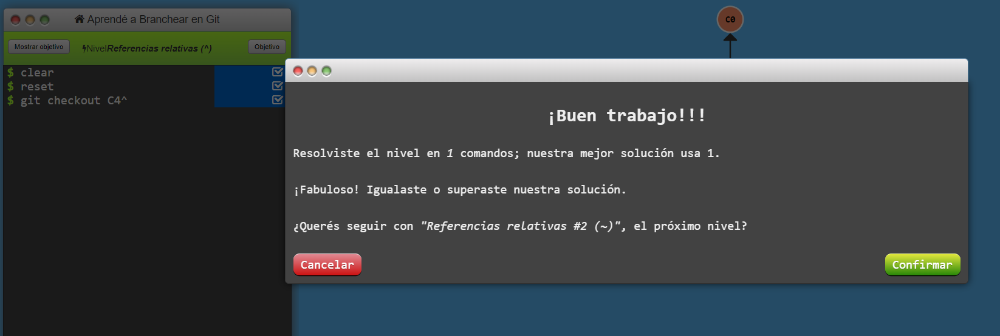 Aprendé a Branchear en Git
Mostrar objetivo
NivelReferencias relativas (^)
Objetivo
$ clear
$ reset
$ git checkout C4^
C0
¡Buen trabajo!!!
Resolviste el nivel en 1 comandos; nuestra mejor solución usa 1.
¡Fabuloso! Igualaste o superaste nuestra solución.
¿Querés seguir con "Referencias relativas #2 (~)", el próximo nivel?
Cancelar
Confirmar